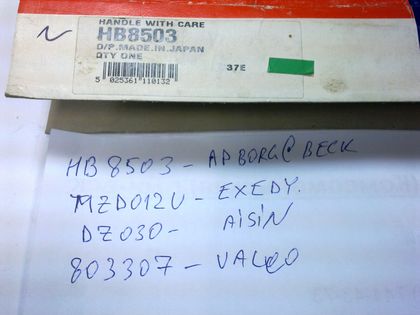 HANDLE WITH CARE
HB8503
O/P.MADE.IN.JAPAN
QTY ONE
37E
5 025361 110132
HB 8503 - AP BORG@BECK
MZD012U - EXEDY.
DZ030- AISIN
803307 - VALEO